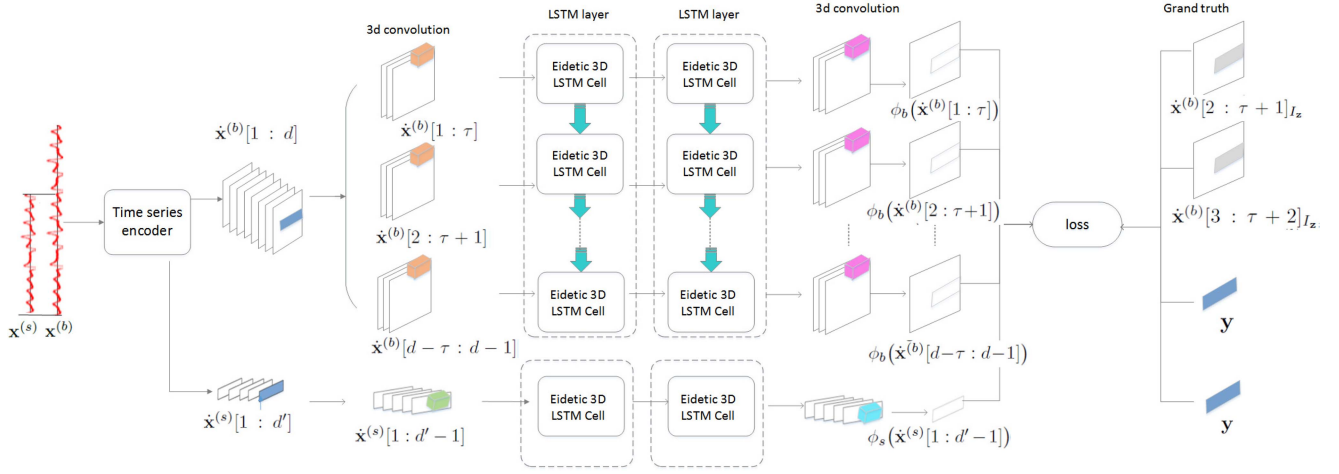 LSTM layer
LSTM layer
3d convolution
Grand truth
3d convolution
Eidetic 3D
LSTM Cell
Eidetic 3D
LSTM Cell
ẋ^(b)[1 : d]
ẋ^(b)[1 : τ]
ϕ_b(ẋ^(b)[1 : τ])
ẋ^(b)[2 : τ + 1]_{I_z}
Eidetic 3D
LSTM Cell
Eidetic 3D
LSTM Cell
Time series
encoder
ẋ^(b)[2 : τ + 1]
ϕ_b(ẋ^(b)[2 : τ+1])
loss
ẋ^(b)[3 : τ + 2]_{I_z}
Eidetic 3D
LSTM Cell
Eidetic 3D
LSTM Cell
x^(s) x^(b)
ẋ^(b)[d − τ : d − 1]
ϕ_b(ẋ^(b)[d−τ : d−1])
y
Eidetic 3D
LSTM Cell
Eidetic 3D
LSTM Cell
ẋ^(s)[1 : d′]
ẋ^(s)[1 : d′ − 1]
ϕ_s(ẋ^(s)[1 : d′ − 1])
y